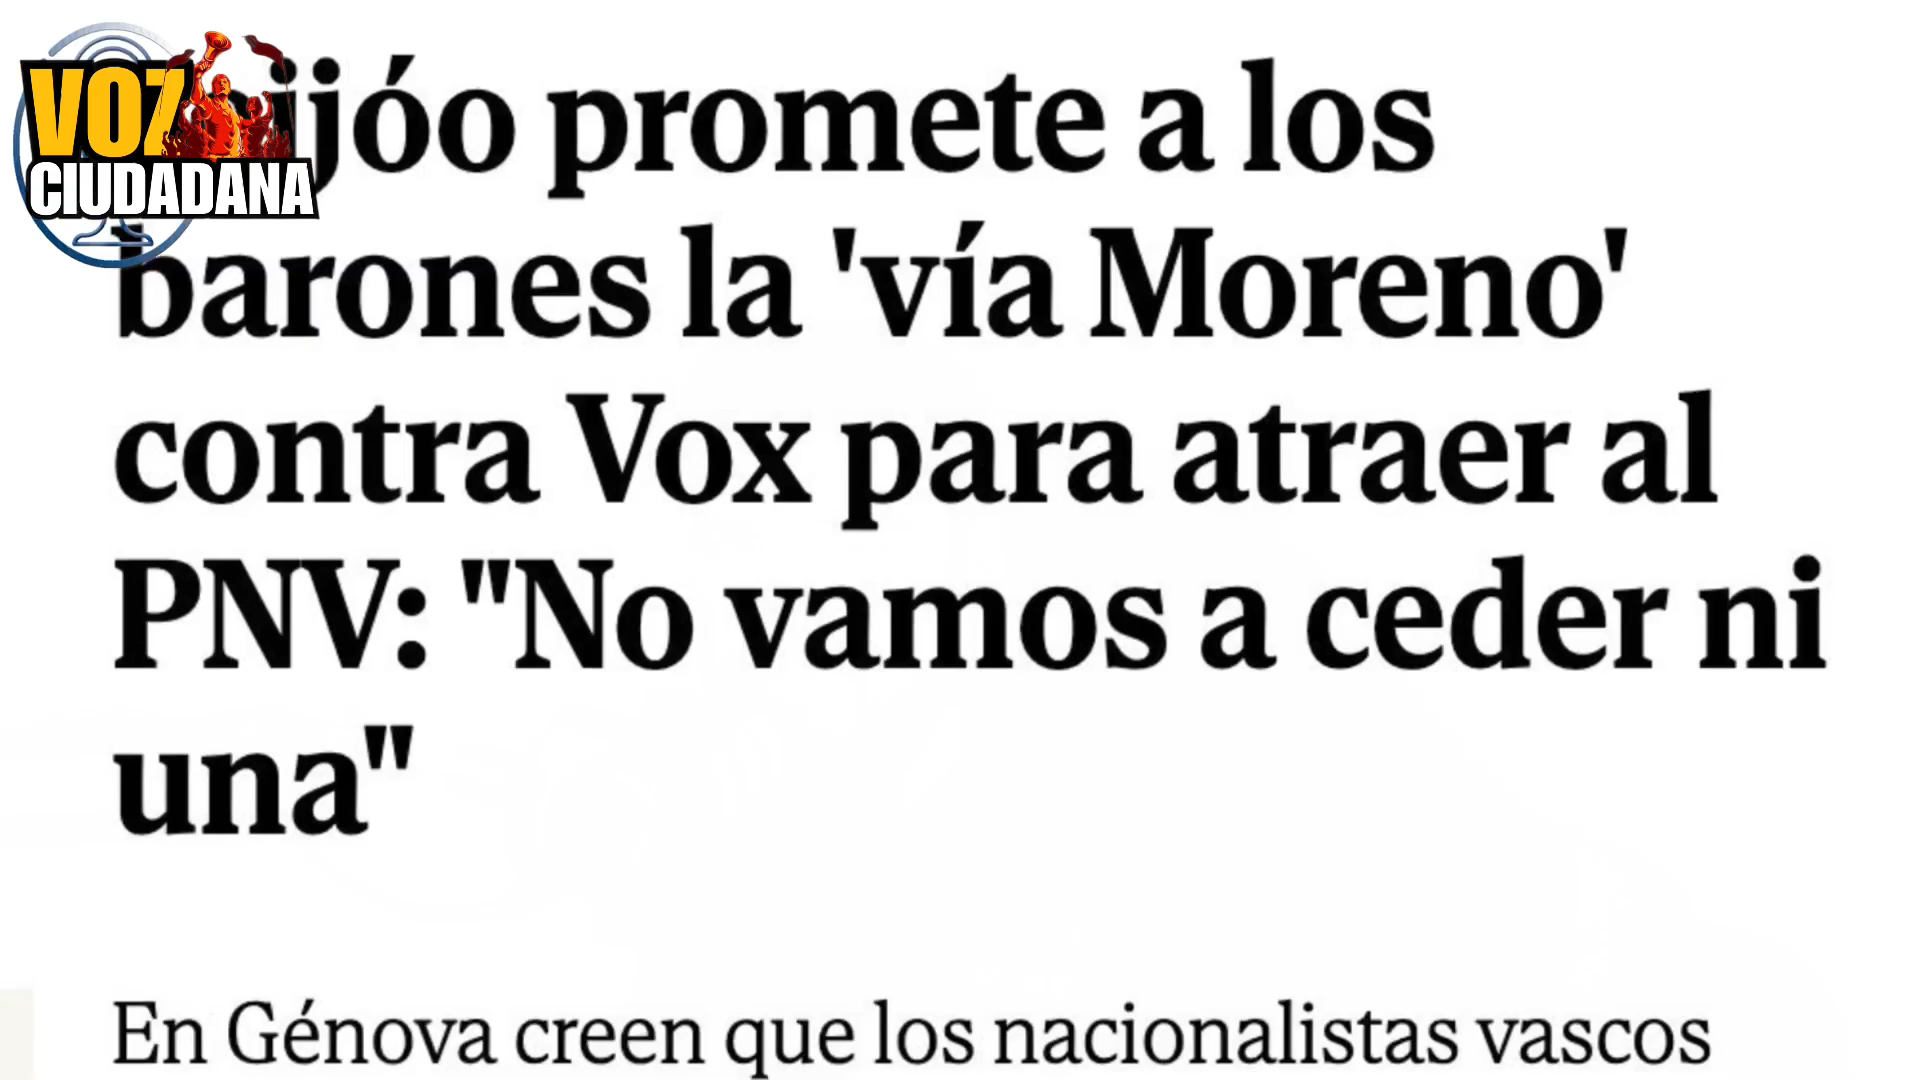 VOZ
CIUDADANA
ijóo promete a los
barones la 'vía Moreno'
contra Vox para atraer al
PNV: "No vamos a ceder ni
una"
En Génova creen que los nacionalistas vascos